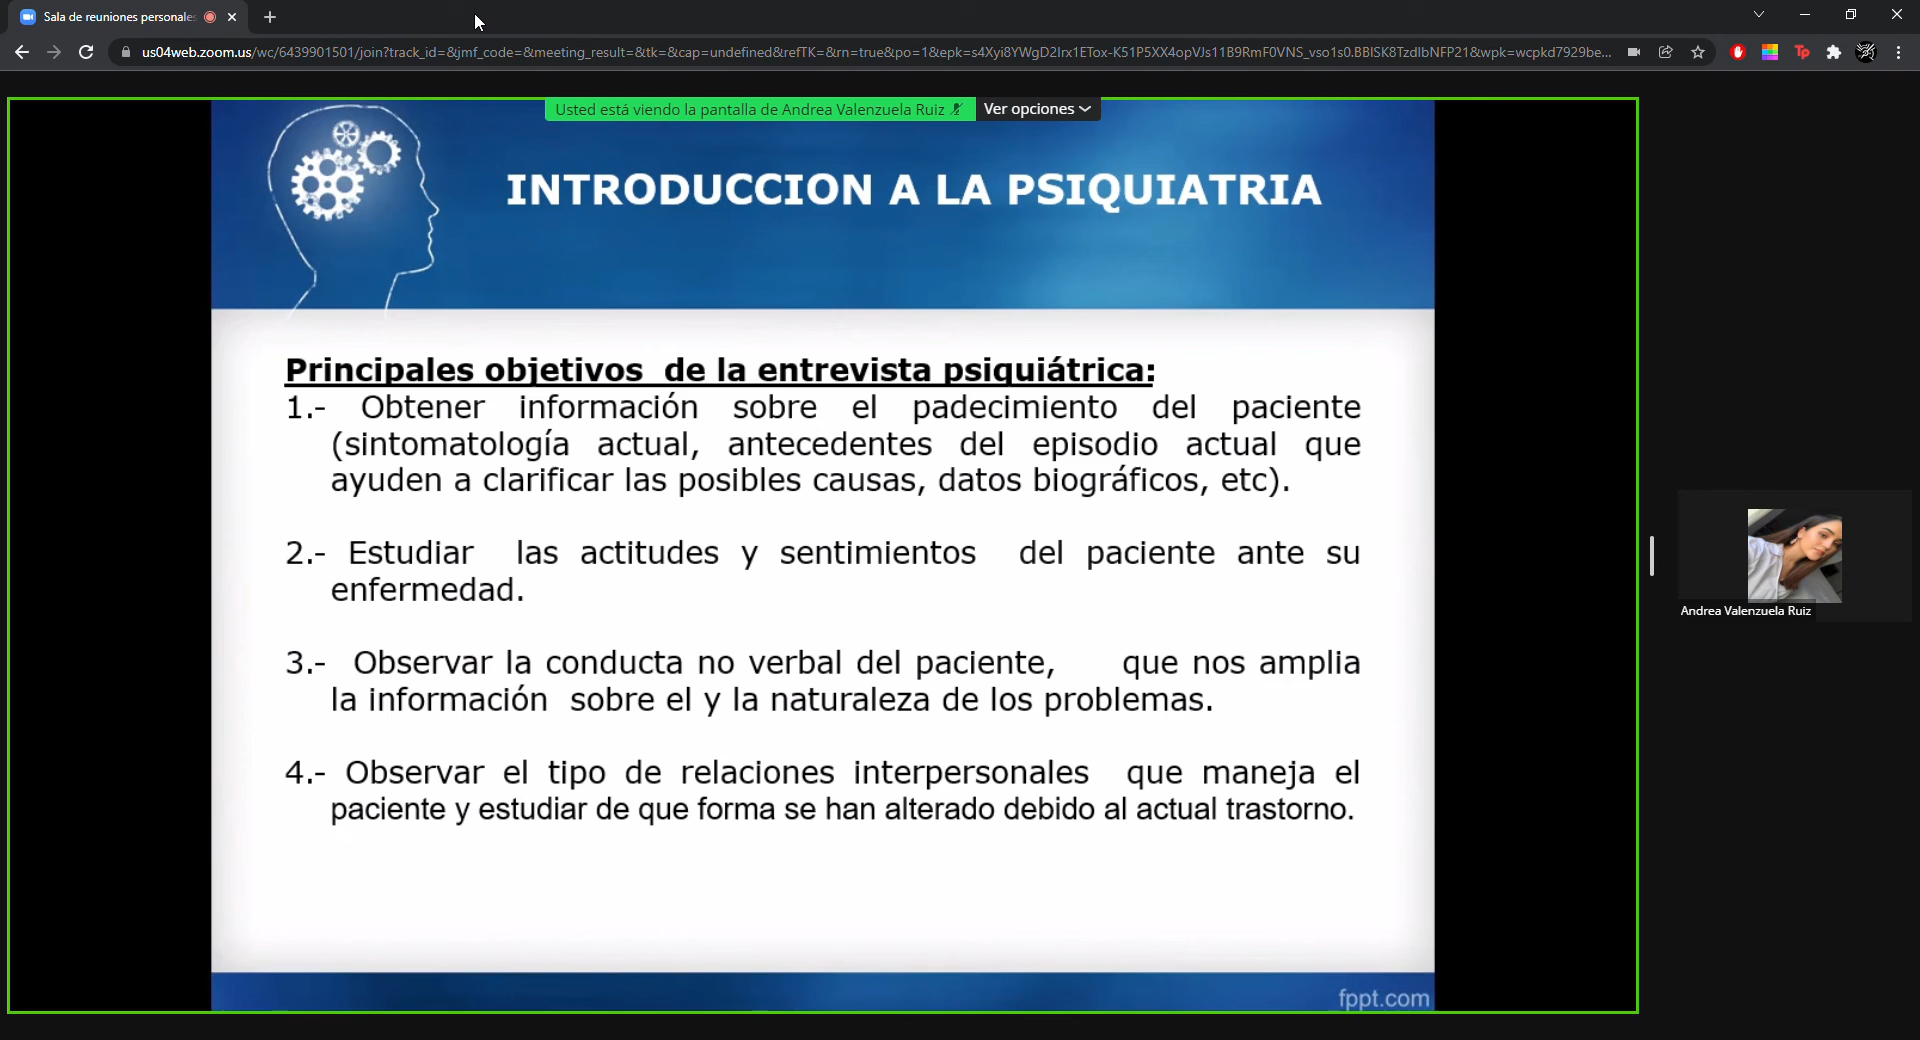 Sala de reuniones personales
us04web.zoom.us/wc/6439901501/join?track_id=&jmf_code=&meeting_result=&tk=&cap=undefined&refTK=&rn=true&po=1&epk=s4Xyi8YWgD2Irx1ETox-K51P5XX4opVJs11B9RmF0VNS_vso1s0.BBISK8TzdIbNFP21&wpk=wcpkd7929be...
Tp
Usted está viendo la pantalla de Andrea Valenzuela Ruiz
Ver opciones
INTRODUCCION A LA PSIQUIATRIA
Principales objetivos de la entrevista psiquiátrica:
1.- Obtener información sobre el padecimiento del paciente
(sintomatología actual, antecedentes del episodio actual que
ayuden a clarificar las posibles causas, datos biográficos, etc).
2.- Estudiar las actitudes y sentimientos del paciente ante su
enfermedad.
3.- Observar la conducta no verbal del paciente, que nos amplia
la información sobre el y la naturaleza de los problemas.
4.- Observar el tipo de relaciones interpersonales que maneja el
paciente y estudiar de que forma se han alterado debido al actual trastorno.
Andrea Valenzuela Ruiz
fppt.com